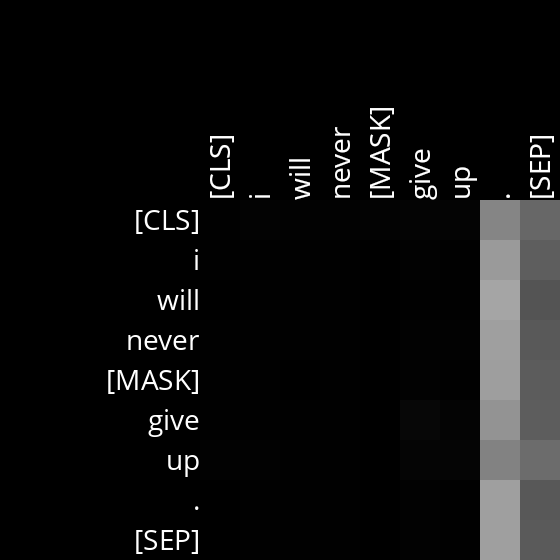 [CLS] i will never [MASK] give up . [SEP]
[CLS]
i
will
never
[MASK]
give
up
.
[SEP]